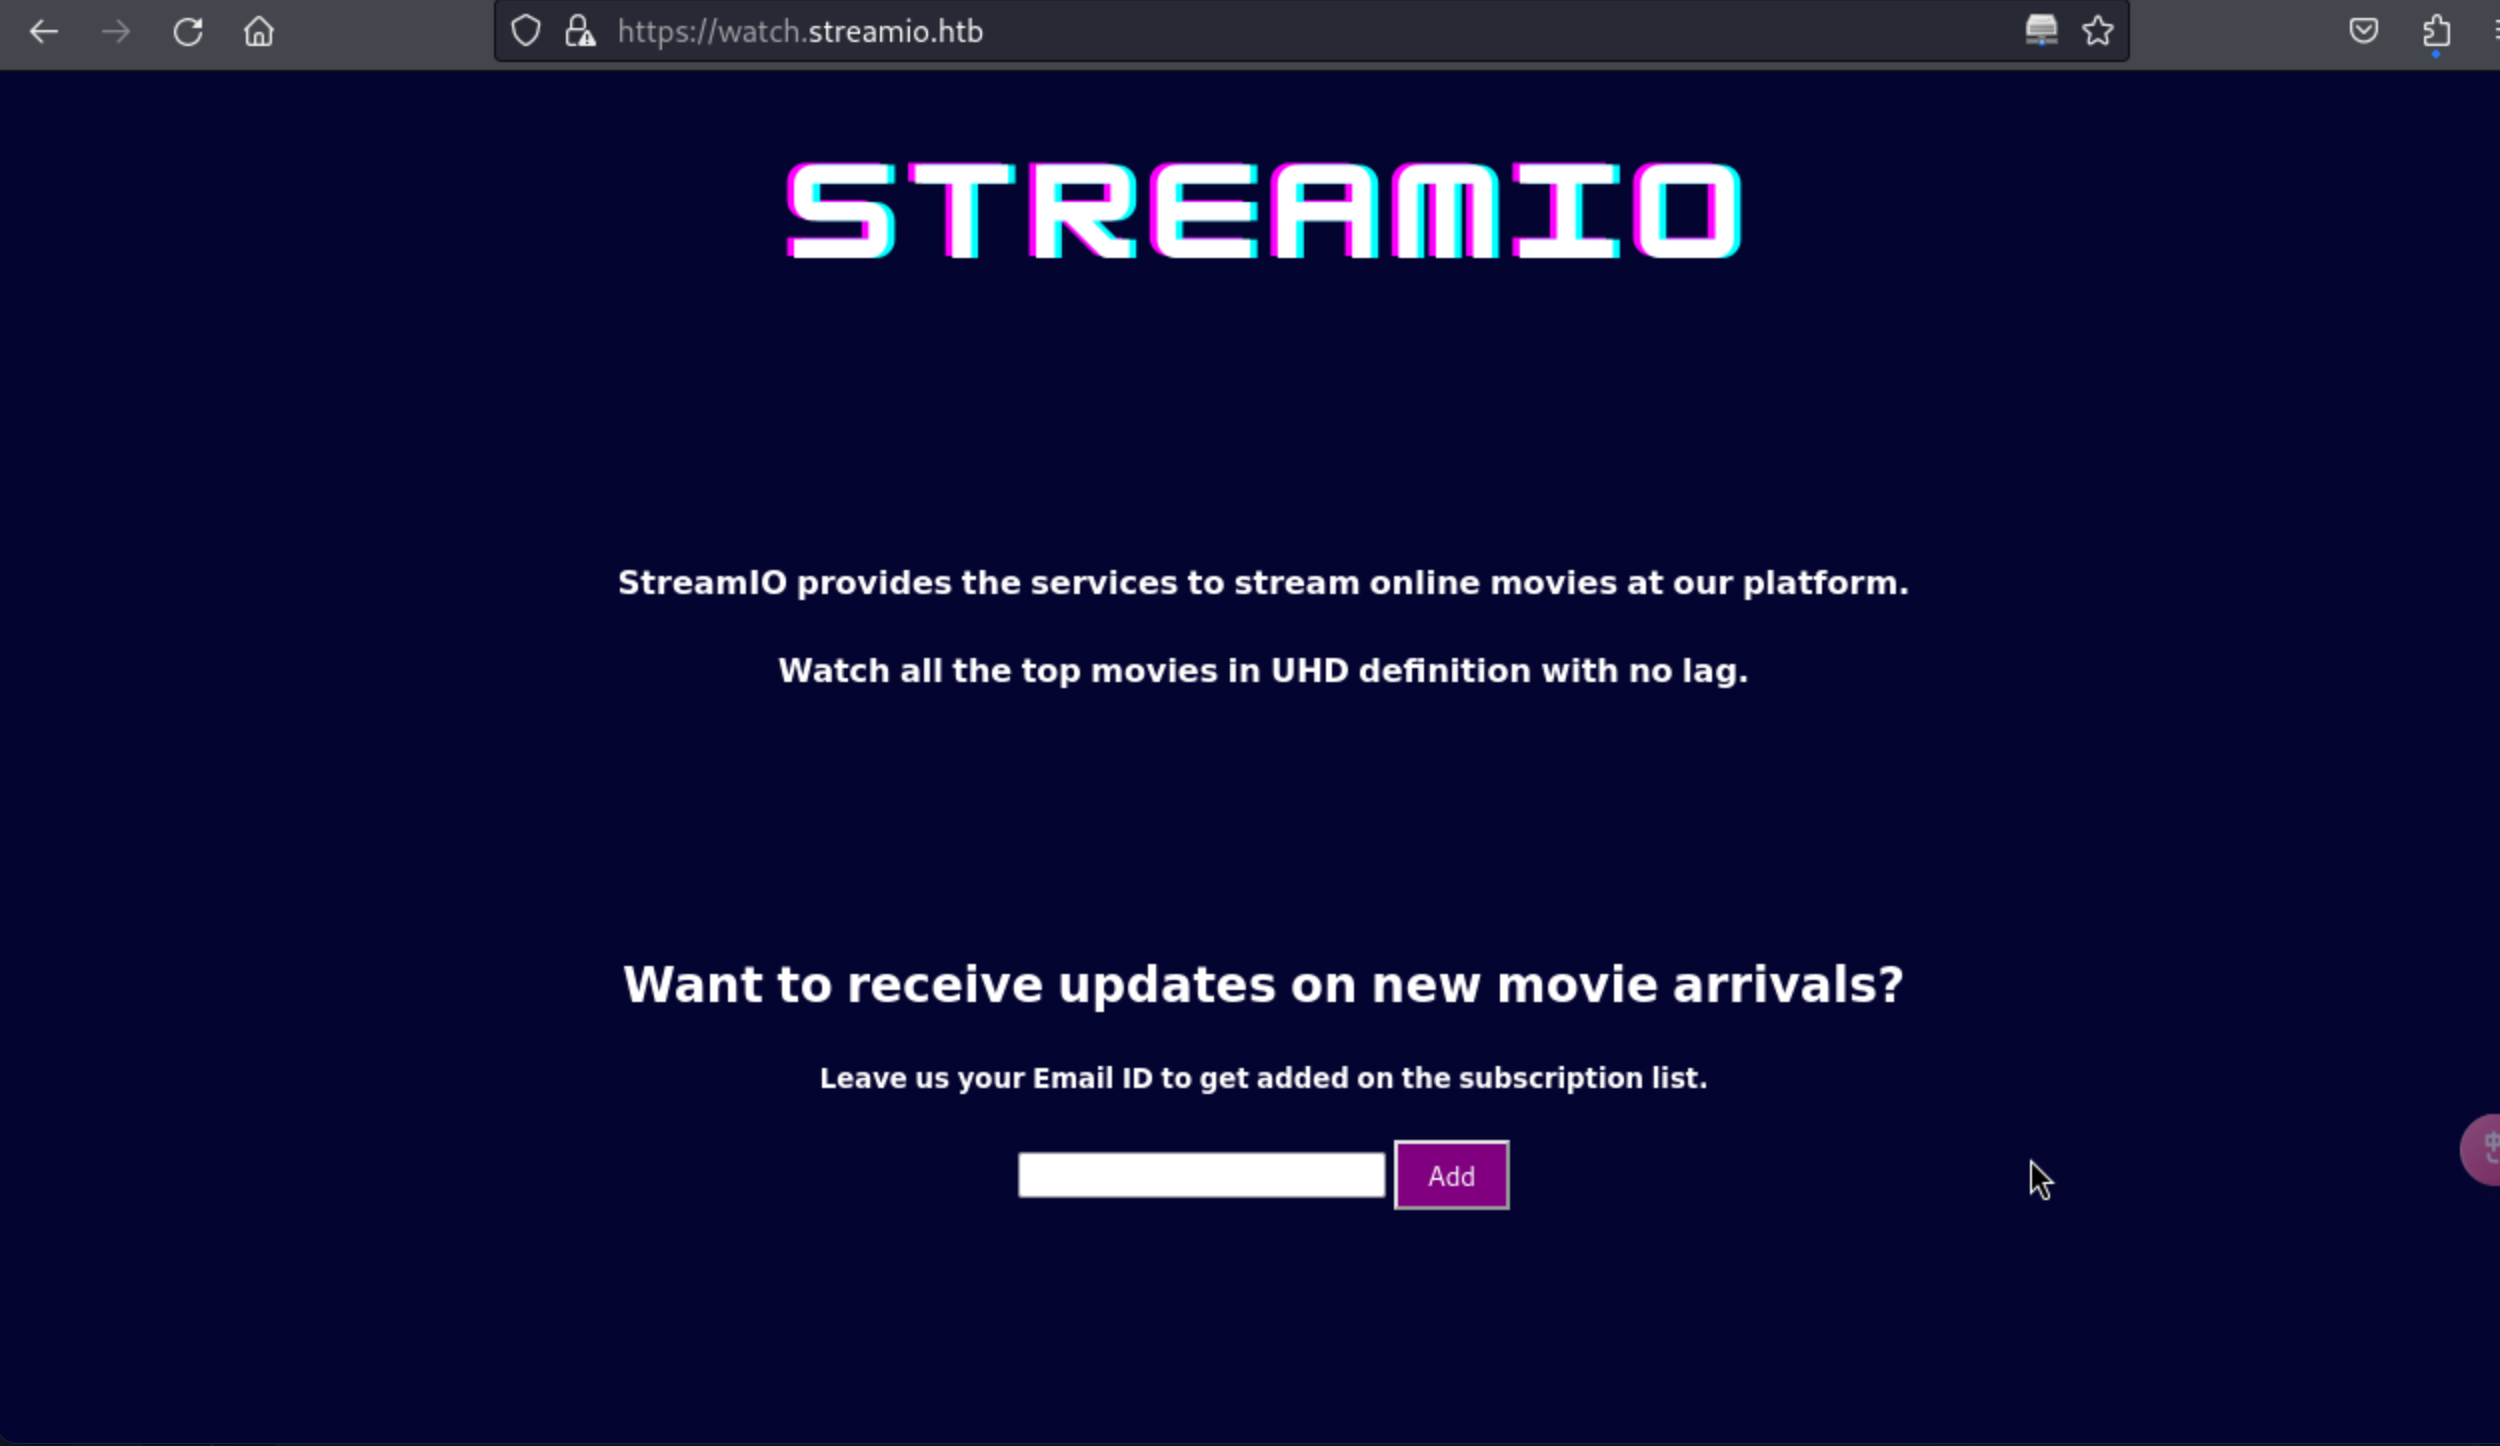 https://watch.streamio.htb
STREAMIO
StreamIO provides the services to stream online movies at our platform.
Watch all the top movies in UHD definition with no lag.
Want to receive updates on new movie arrivals?
Leave us your Email ID to get added on the subscription list.
Add